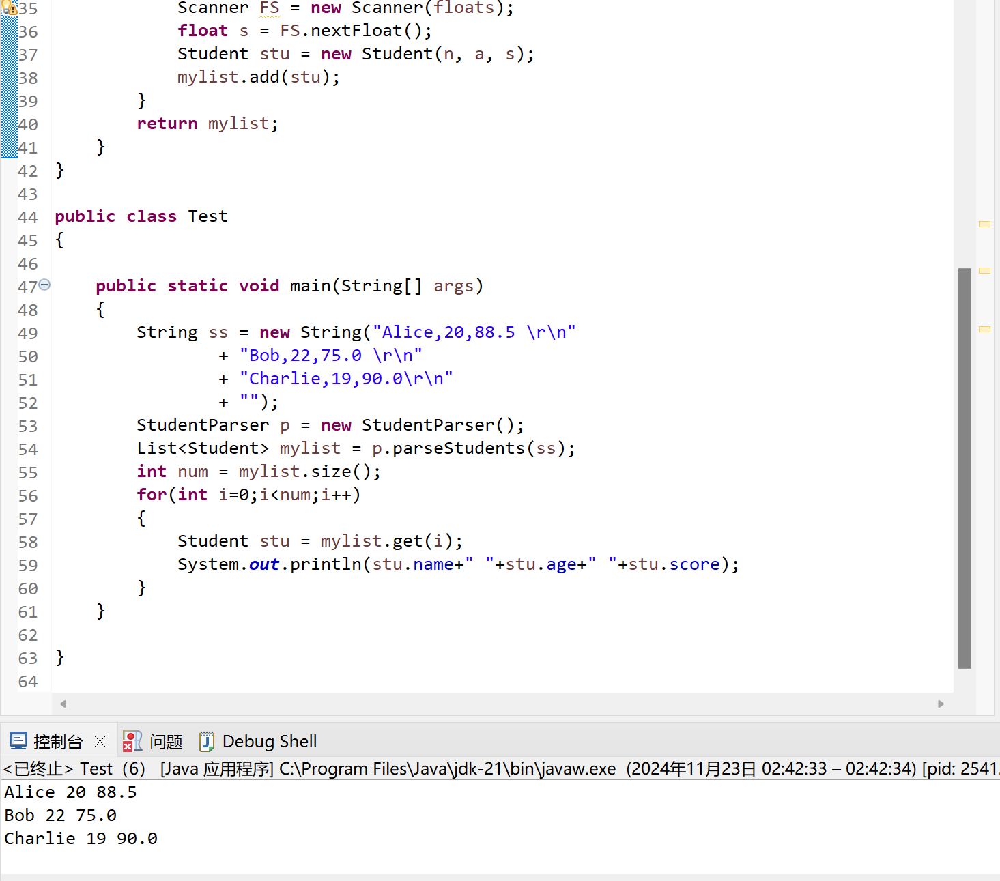 35 Scanner FS = new Scanner(floats);
36 float s = FS.nextFloat();
37 Student stu = new Student(n, a, s);
38 mylist.add(stu);
39 }
40 return mylist;
41 }
42 }
43
44 public class Test
45 {
46
47 public static void main(String[] args)
48 {
49 String ss = new String("Alice,20,88.5 \r\n"
50 + "Bob,22,75.0 \r\n"
51 + "Charlie,19,90.0\r\n"
52 + "");
53 StudentParser p = new StudentParser();
54 List<Student> mylist = p.parseStudents(ss);
55 int num = mylist.size();
56 for(int i=0;i<num;i++)
57 {
58 Student stu = mylist.get(i);
59 System.out.println(stu.name+" "+stu.age+" "+stu.score);
60 }
61 }
62
63 }
64
控制台 问题 Debug Shell
<已终止> Test（6） [Java 应用程序] C:\Program Files\Java\jdk-21\bin\javaw.exe（2024年11月23日 02:42:33 – 02:42:34) [pid: 2541
Alice 20 88.5
Bob 22 75.0
Charlie 19 90.0